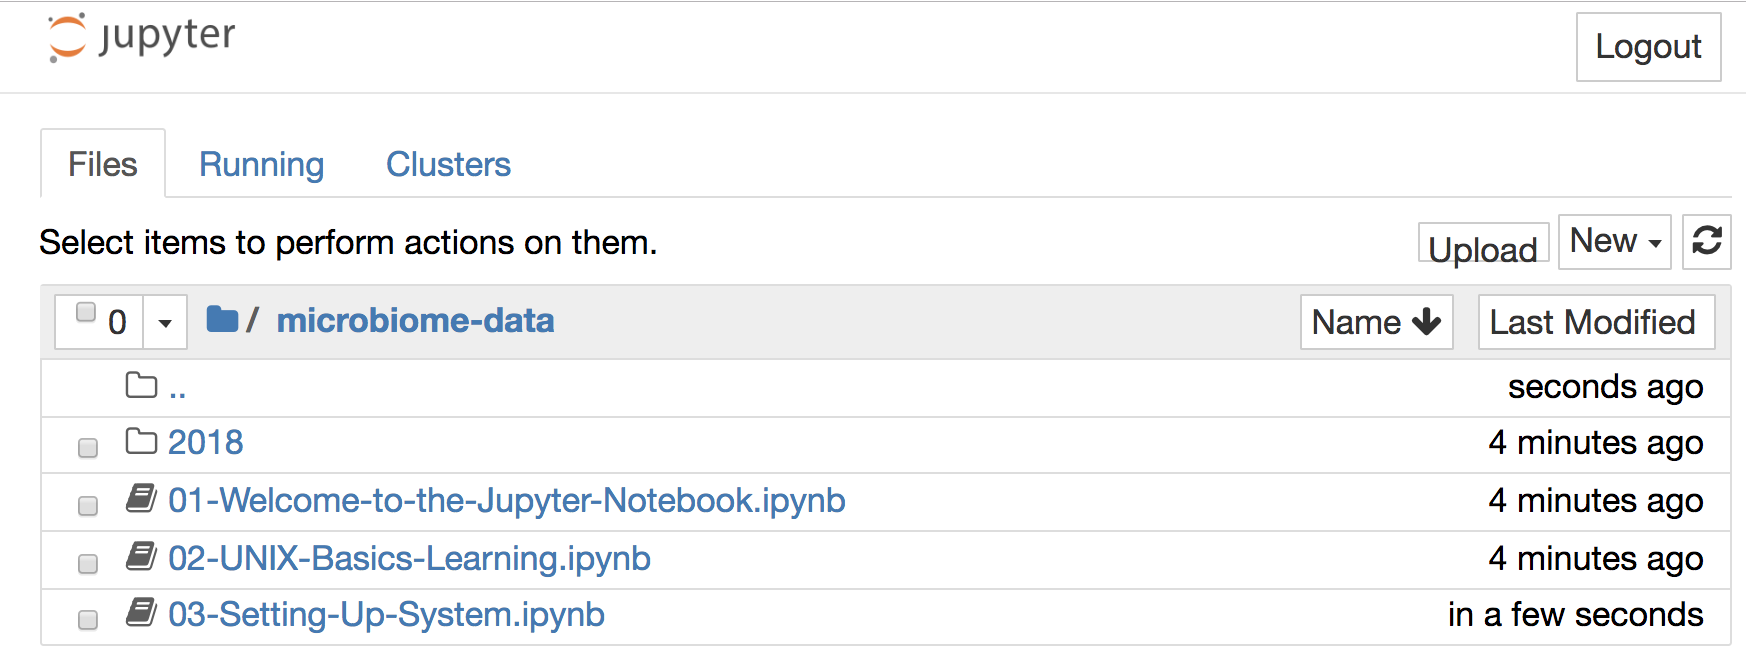 jupyter Logout
Files Running Clusters
Select items to perform actions on them. Upload New
0 / microbiome-data Name Last Modified
.. seconds ago
2018 4 minutes ago
01-Welcome-to-the-Jupyter-Notebook.ipynb 4 minutes ago
02-UNIX-Basics-Learning.ipynb 4 minutes ago
03-Setting-Up-System.ipynb in a few seconds